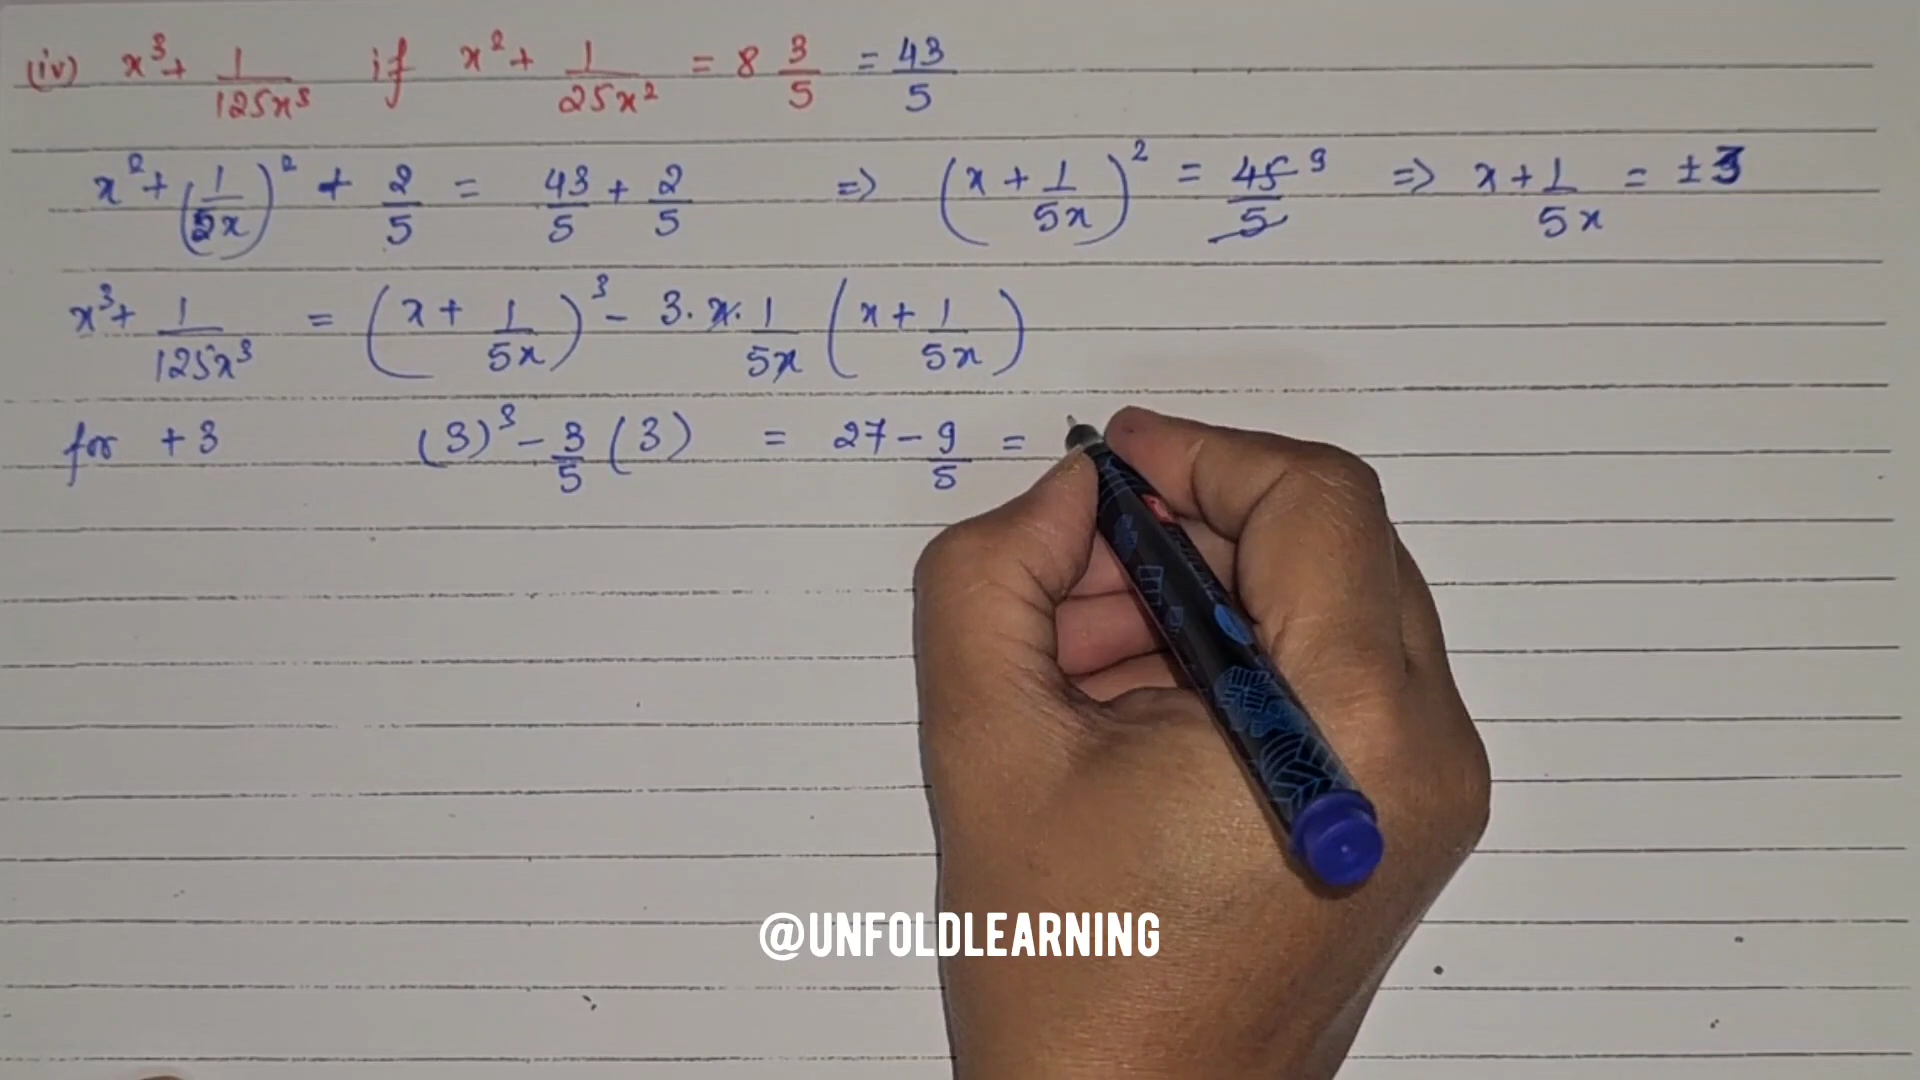 (iv) x³ + 1/125x³ if x² + 1/25x² = 8 3/5 = 43/5
x² + (1/5x)² + 2/5 = 43/5 + 2/5 => (x + 1/5x)² = 45/5 9 => x + 1/5x = ±3
x³ + 1/125x³ = (x + 1/5x)³ - 3.x.1/5x (x + 1/5x)
for +3 (3)³ - 3/5 (3) = 27 - 9/5 =
@UNFOLDLEARNING